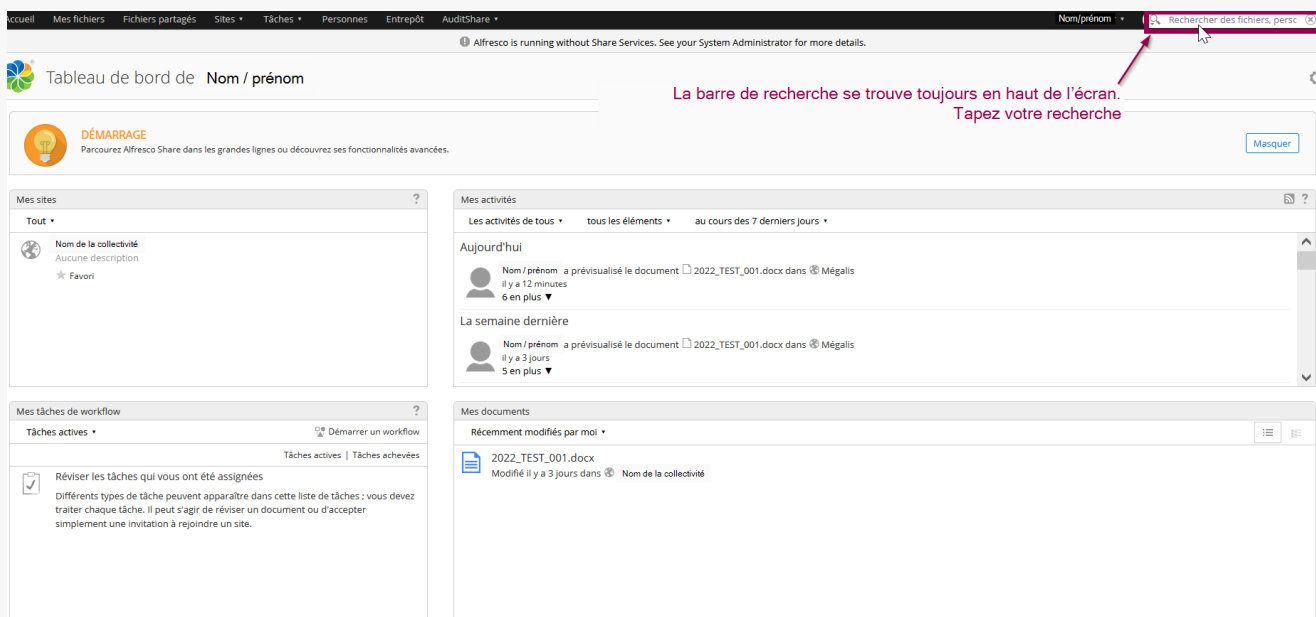 Accueil Mes fichiers Fichiers partagés Sites Tâches Personnes Entrepôt AuditShare Nom/prénom Rechercher des fichiers, persc
Alfresco is running without Share Services. See your System Administrator for more details.
Tableau de bord de Nom / prénom
La barre de recherche se trouve toujours en haut de l'écran.
Tapez votre recherche
DÉMARRAGE
Parcourez Alfresco Share dans les grandes lignes ou découvrez ses fonctionnalités avancées.
Masquer
Mes sites ?
Tout
Nom de la collectivité
Aucune description
Favori
Mes activités ?
Les activités de tous tous les éléments au cours des 7 derniers jours
Aujourd'hui
Nom / prénom a prévisualisé le document 2022_TEST_001.docx dans Mégalis
il y a 12 minutes
6 en plus ▼
La semaine dernière
Nom / prénom a prévisualisé le document 2022_TEST_001.docx dans Mégalis
il y a 3 jours
5 en plus ▼
Mes tâches de workflow ?
Tâches actives Démarrer un workflow
Tâches actives | Tâches achevées
Réviser les tâches qui vous ont été assignées
Différents types de tâche peuvent apparaître dans cette liste de tâches ; vous devez
traiter chaque tâche. Il peut s'agir de réviser un document ou d'accepter
simplement une invitation à rejoindre un site.
Mes documents
Récemment modifiés par moi
2022_TEST_001.docx
Modifié il y a 3 jours dans Nom de la collectivité